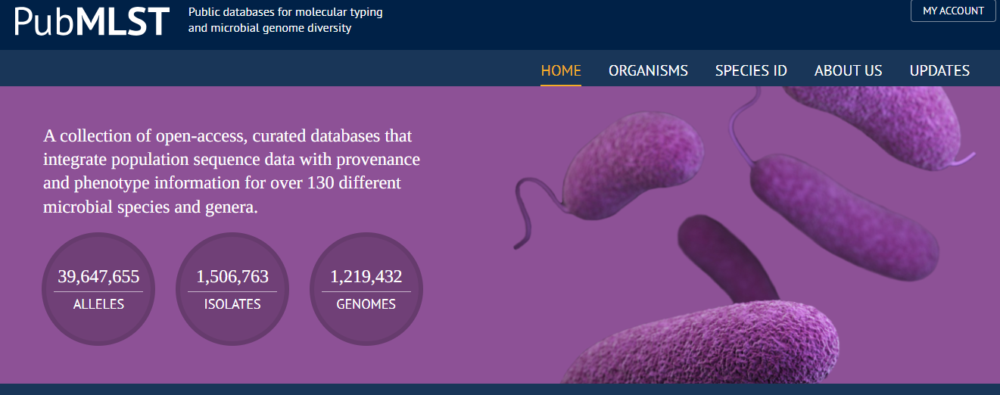 PubMLST
Public databases for molecular typing
and microbial genome diversity
MY ACCOUNT
HOME ORGANISMS SPECIES ID ABOUT US UPDATES
A collection of open-access, curated databases that
integrate population sequence data with provenance
and phenotype information for over 130 different
microbial species and genera.
39,647,655
ALLELES
1,506,763
ISOLATES
1,219,432
GENOMES